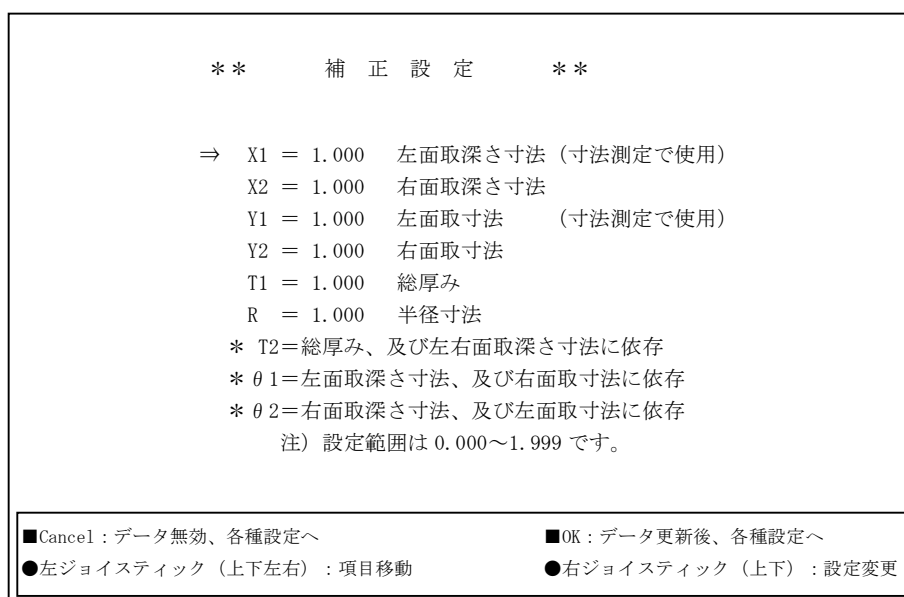 ** 補 正 設 定 **
⇒ X1 = 1.000 左面取深さ寸法(寸法測定で使用)
X2 = 1.000 右面取深さ寸法
Y1 = 1.000 左面取寸法 (寸法測定で使用)
Y2 = 1.000 右面取寸法
T1 = 1.000 総厚み
R = 1.000 半径寸法
* T2=総厚み、及び左右面取深さ寸法に依存
* θ1=左面取深さ寸法、及び右面取寸法に依存
* θ2=右面取深さ寸法、及び左面取寸法に依存
注)設定範囲は 0.000~1.999 です。
■Cancel:データ無効、各種設定へ ■OK:データ更新後、各種設定へ
●左ジョイスティック(上下左右):項目移動 ●右ジョイスティック(上下):設定変更